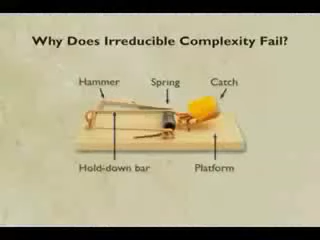 Why Does Irreducible Complexity Fail?
Hammer
Spring
Catch
Hold-down bar
Platform